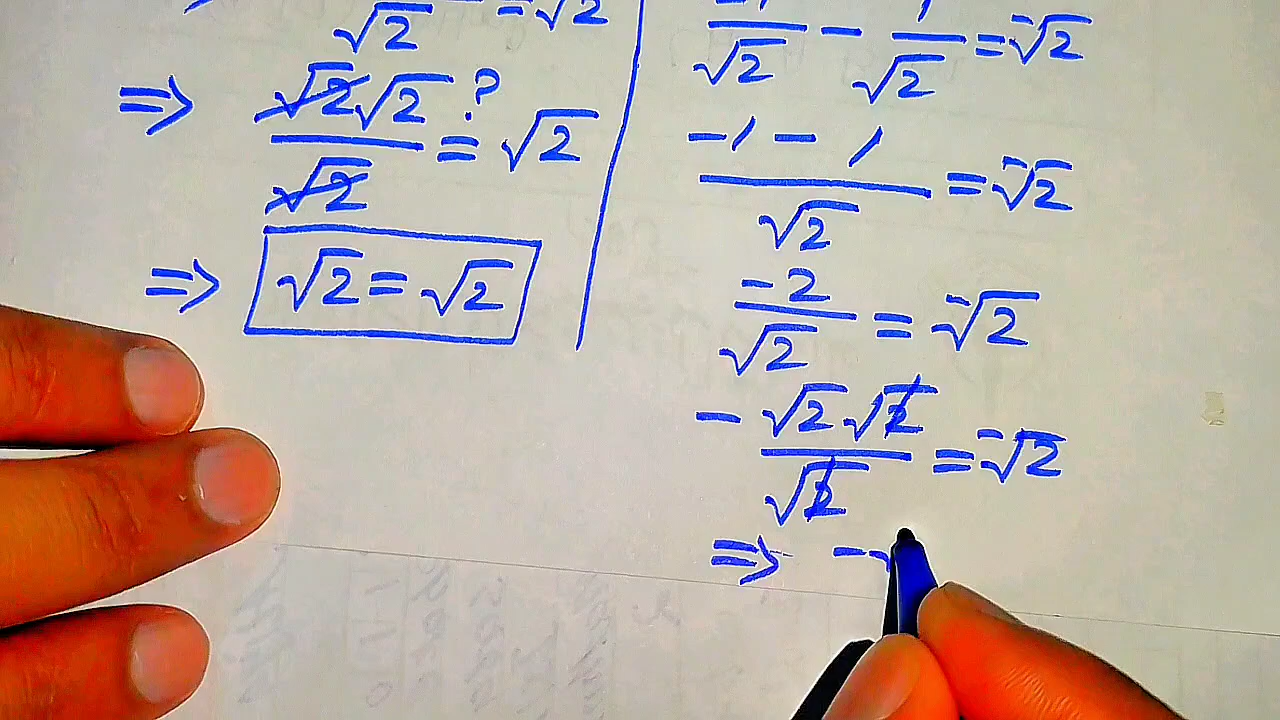 √2 = √2
⇒ √2√2 / √2 =? √2
⇒ √2 = √2
-1/√2 - 1/√2 = -√2
(-1 - 1)/√2 = -√2
-2/√2 = -√2
- √2√2 / √2 = -√2
⇒ -